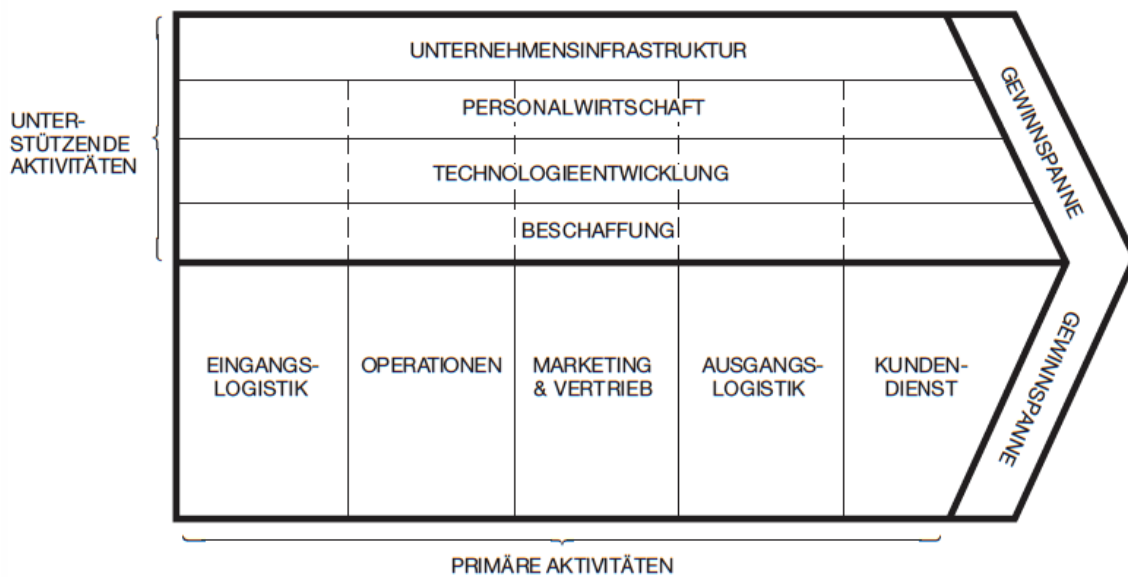 UNTERNEHMENSINFRASTRUKTUR
PERSONALWIRTSCHAFT
UNTER-
STÜTZENDE
AKTIVITÄTEN
TECHNOLOGIEENTWICKLUNG
BESCHAFFUNG
GEWINNSPANNE
GEWINNSPANNE
EINGANGS-
LOGISTIK
OPERATIONEN
MARKETING
& VERTRIEB
AUSGANGS-
LOGISTIK
KUNDEN-
DIENST
PRIMÄRE AKTIVITÄTEN